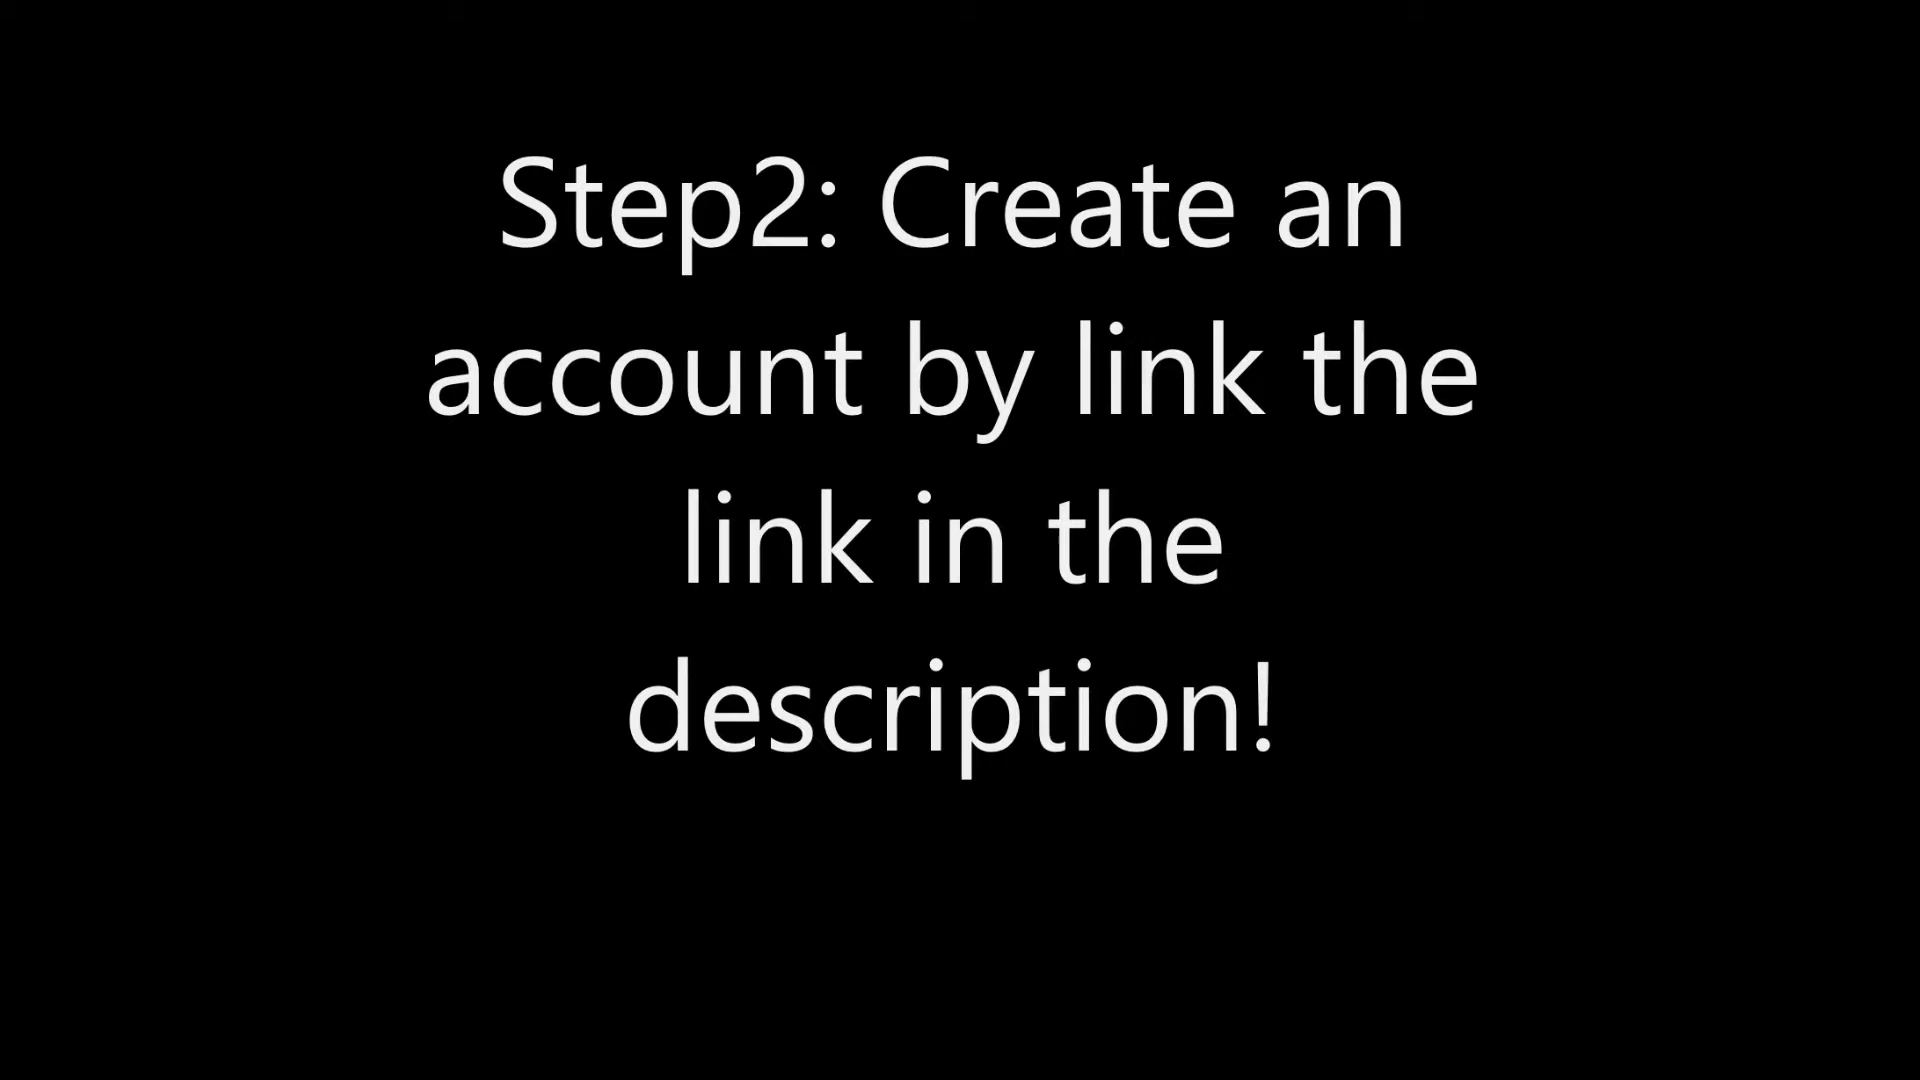 Step2: Create an
account by link the
link in the
description!